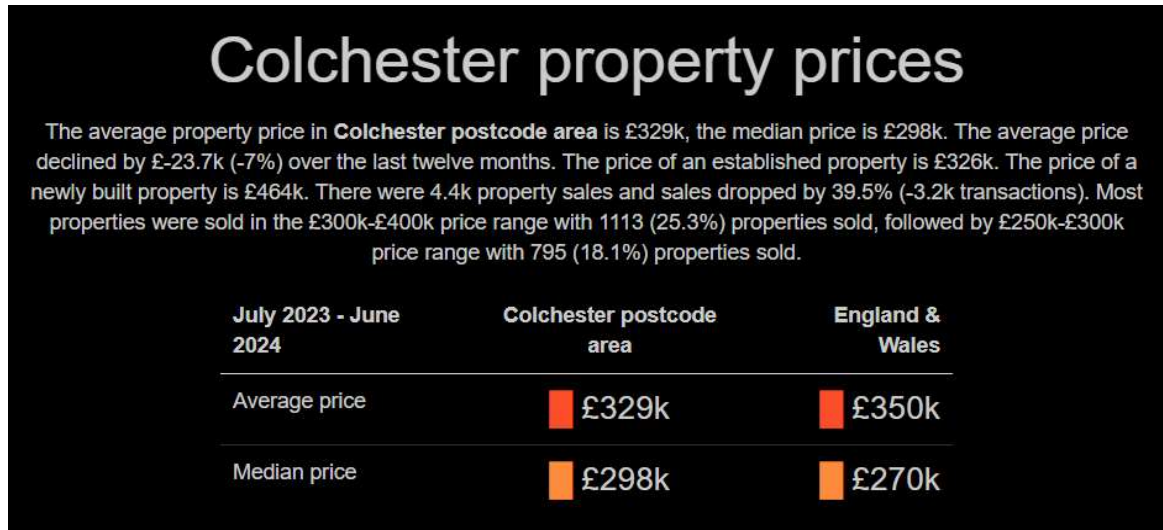 Colchester property prices
The average property price in Colchester postcode area is £329k, the median price is £298k. The average price
declined by £-23.7k (-7%) over the last twelve months. The price of an established property is £326k. The price of a
newly built property is £464k. There were 4.4k property sales and sales dropped by 39.5% (-3.2k transactions). Most
properties were sold in the £300k-£400k price range with 1113 (25.3%) properties sold, followed by £250k-£300k
price range with 795 (18.1%) properties sold.
July 2023 - June Colchester postcode England &
2024 area Wales
Average price £329k £350k
Median price £298k £270k